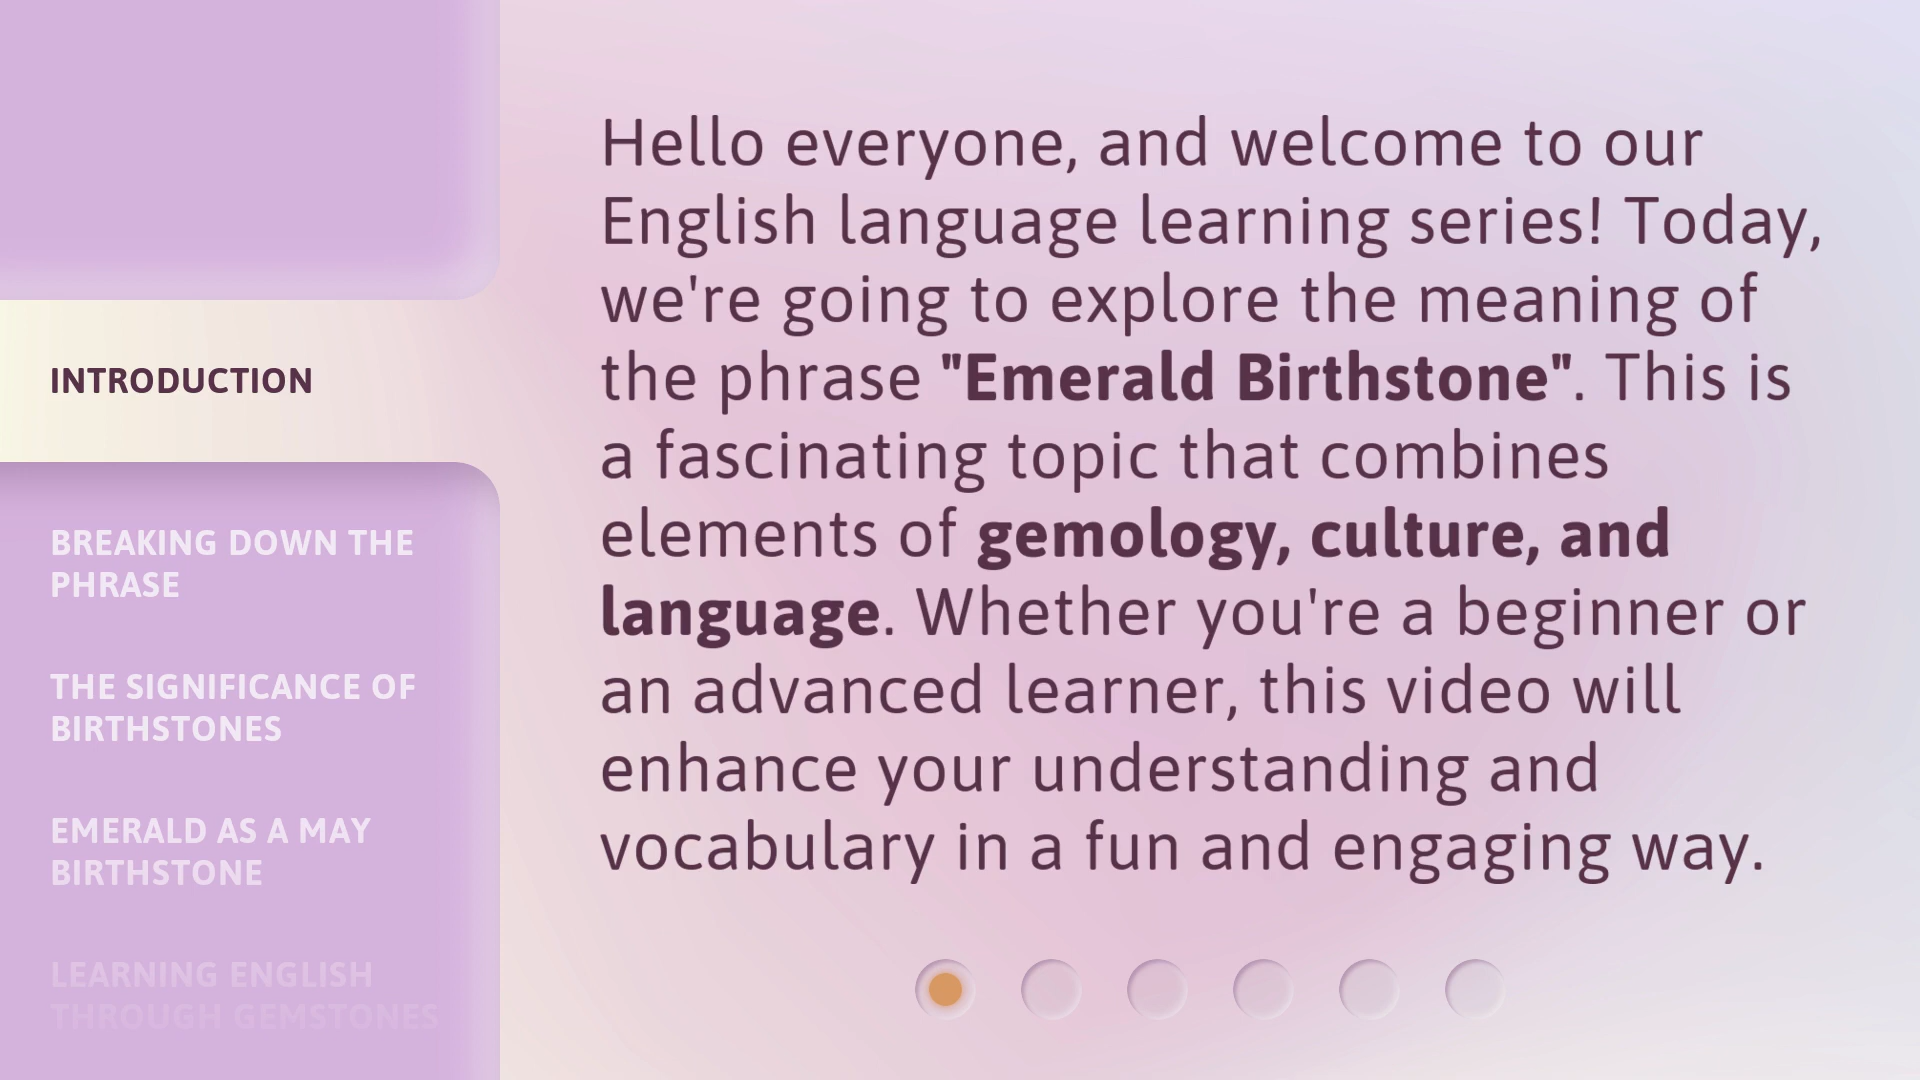 INTRODUCTION
BREAKING DOWN THE
PHRASE
THE SIGNIFICANCE OF
BIRTHSTONES
EMERALD AS A MAY
BIRTHSTONE
LEARNING ENGLISH
THROUGH GEMSTONES
Hello everyone, and welcome to our
English language learning series! Today,
we're going to explore the meaning of
the phrase "Emerald Birthstone". This is
a fascinating topic that combines
elements of gemology, culture, and
language. Whether you're a beginner or
an advanced learner, this video will
enhance your understanding and
vocabulary in a fun and engaging way.